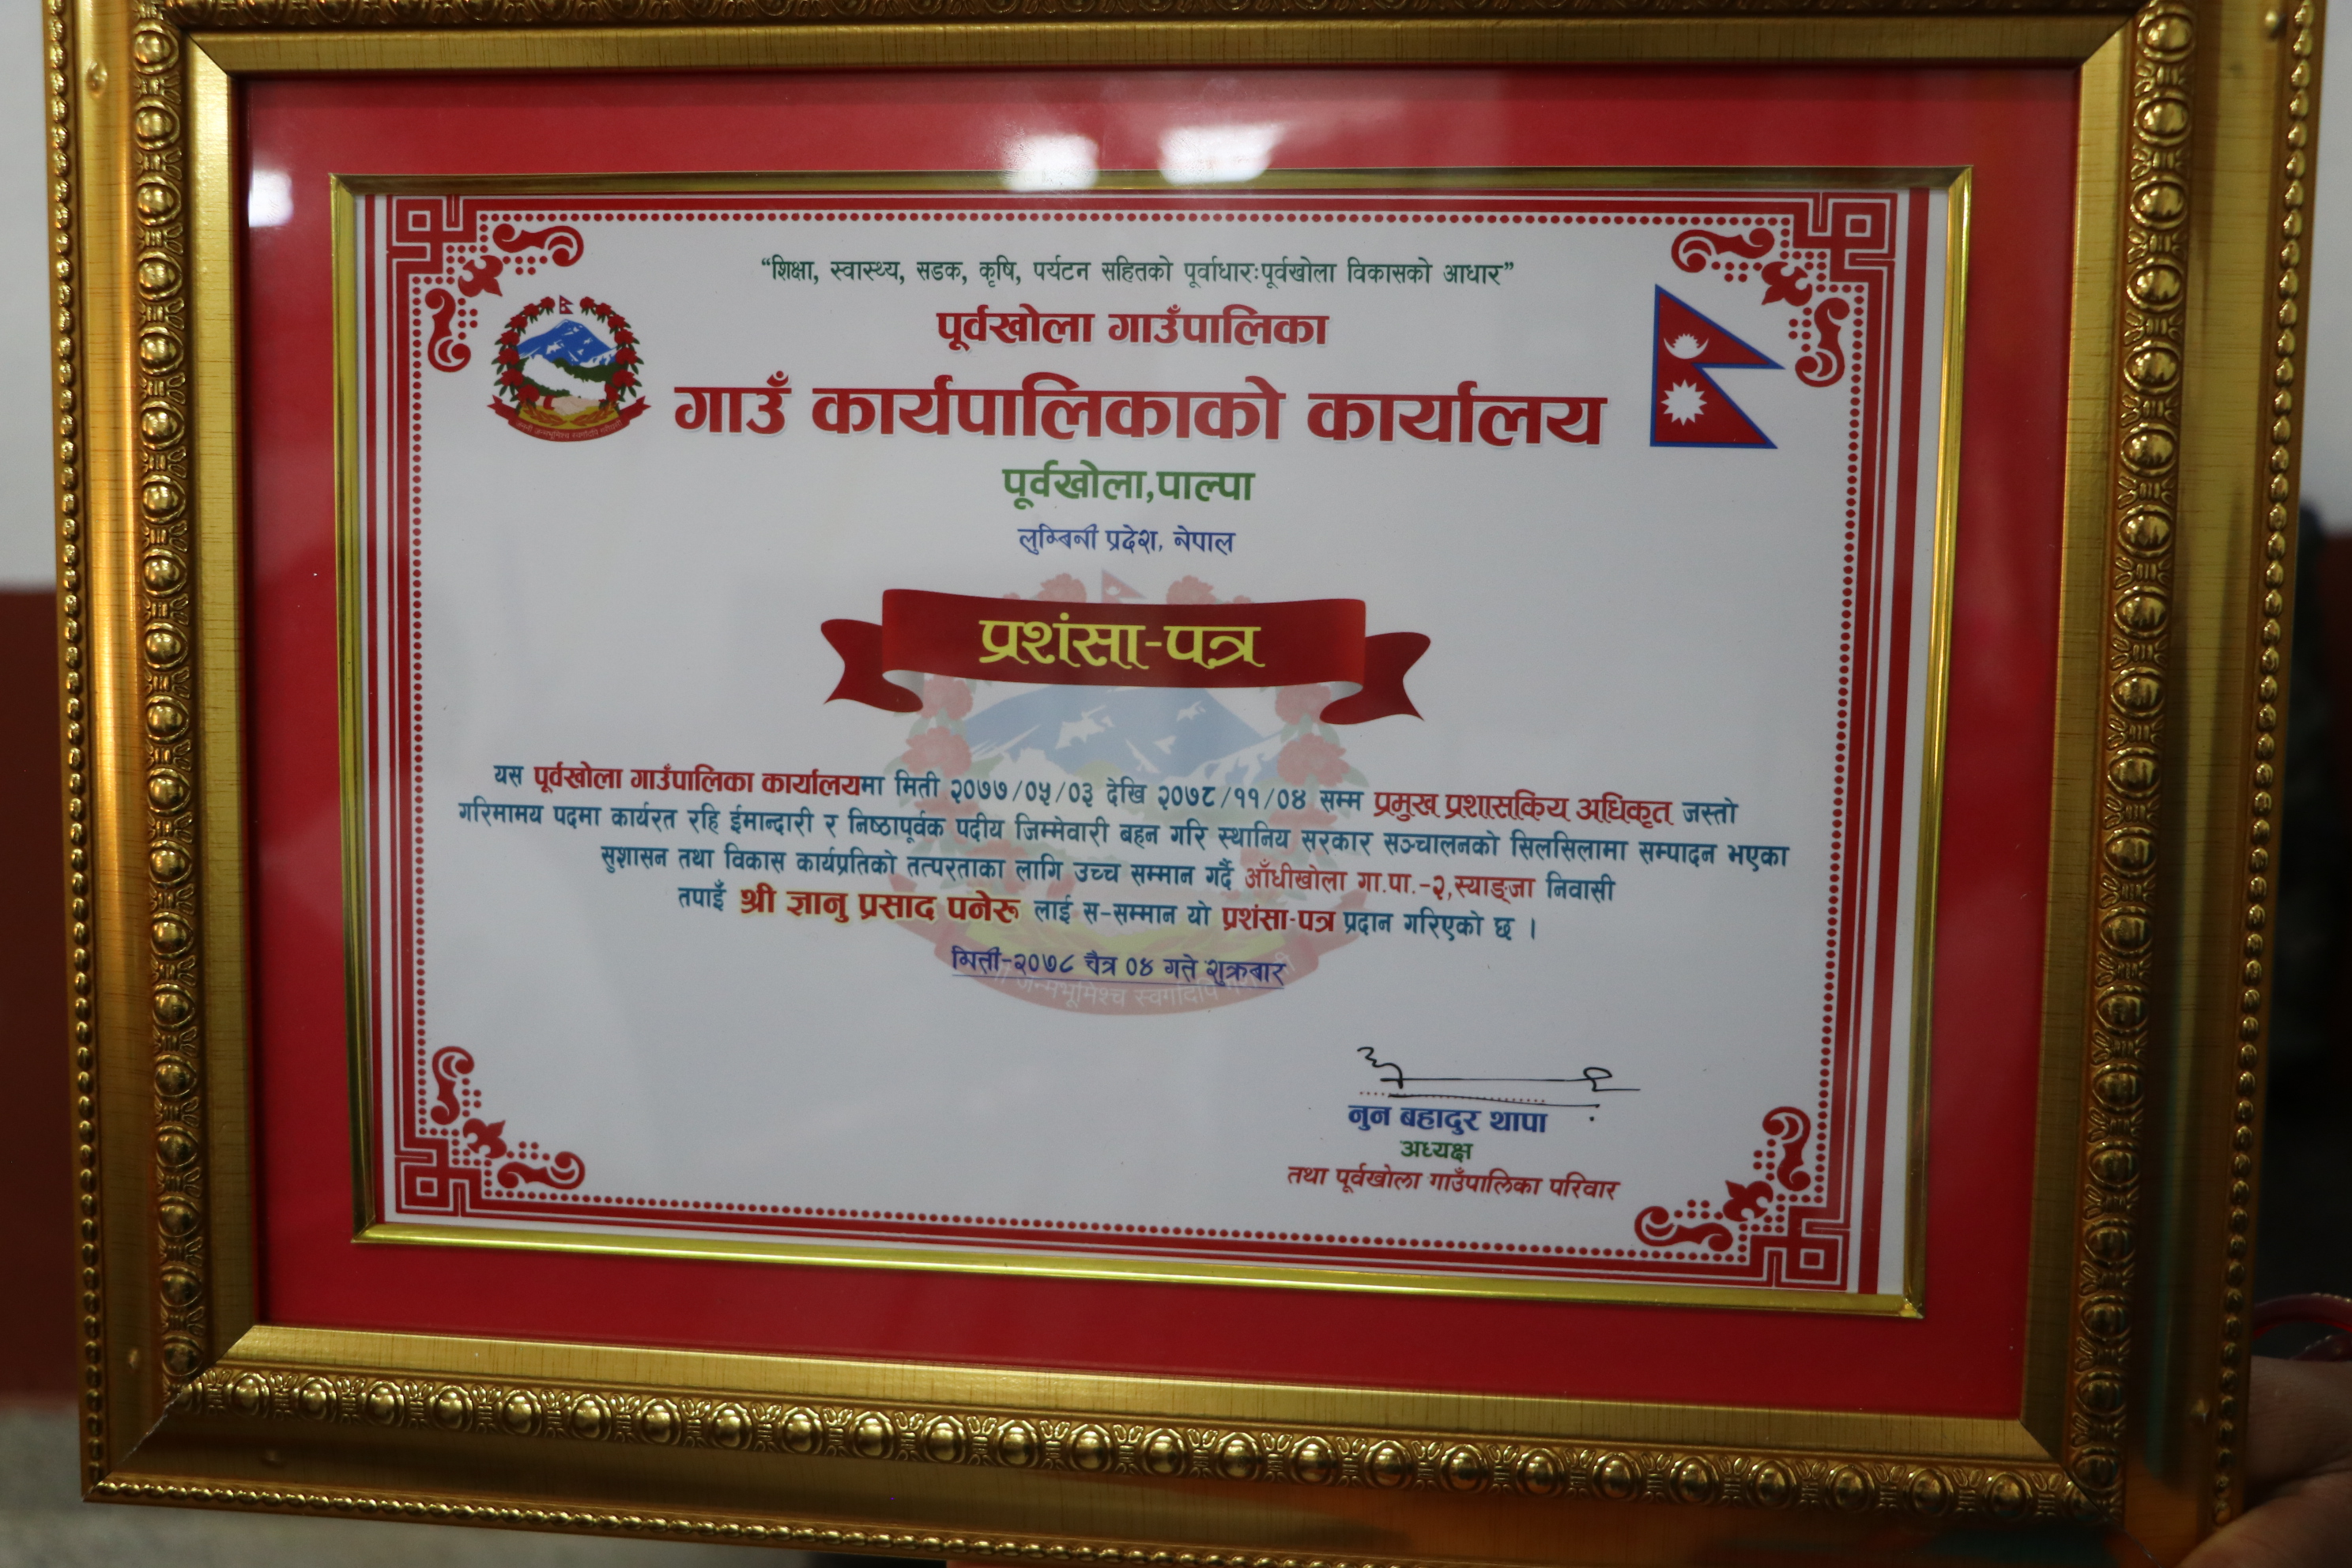 “शिक्षा, स्वास्थ्य, सडक, कृषि, पर्यटन सहितको पूर्वाधारःपूर्वखोला विकासको आधार”
पूर्वखोला गाउँपालिका
गाउँ कार्यपालिकाको कार्यालय
पूर्वखोला,पाल्पा
लुम्बिनी प्रदेश, नेपाल
प्रशंसा-पत्र
यस पूर्वखोला गाउँपालिका कार्यालयमा मिती २०७७/०५/०३ देखि २०७८/११/०४ सम्म प्रमुख प्रशासकिय अधिकृत जस्तो
गरिमामय पदमा कार्यरत रहि ईमान्दारी र निष्ठापूर्वक पदीय जिम्मेवारी बहन गरि स्थानिय सरकार सञ्चालनको सिलसिलामा सम्पादन भएका
सुशासन तथा विकास कार्यप्रतिको तत्परताका लागि उच्च सम्मान गर्दै आँधीखोला गा.पा.-२,स्याङ्जा निवासी
तपाइँ श्री ज्ञानु प्रसाद पनेरू लाई स-सम्मान यो प्रशंसा-पत्र प्रदान गरिएको छ ।
मिती-२०७८ चैत्र ०४ गते शुक्रबार
जन्मभूमिश्च स्वर्गादपि
नुन बहादुर थापा
अध्यक्ष
तथा पूर्वखोला गाउँपालिका परिवार